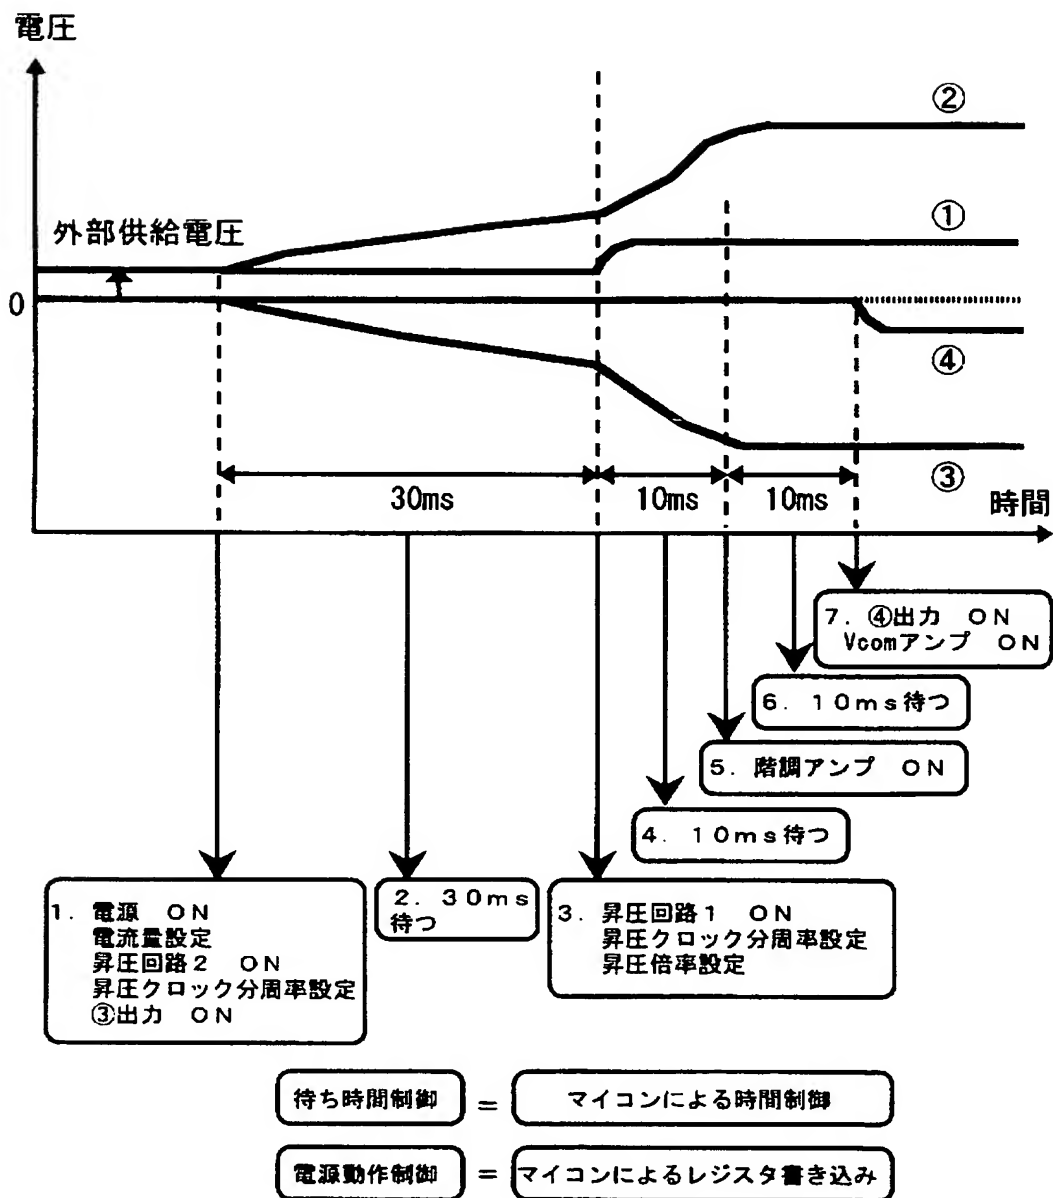 電圧
②
①
外部供給電圧
0
④
③
30ms
10ms
10ms
時間
7. ④出力 ON
Vcomアンプ ON
6. 10ms待つ
5. 階調アンプ ON
4. 10ms待つ
1. 電源 ON
電流量設定
昇圧回路2 ON
昇圧クロック分周率設定
③出力 ON
2. 30ms
待つ
3. 昇圧回路1 ON
昇圧クロック分周率設定
昇圧倍率設定
待ち時間制御 = マイコンによる時間制御
電源動作制御 = マイコンによるレジスタ書き込み